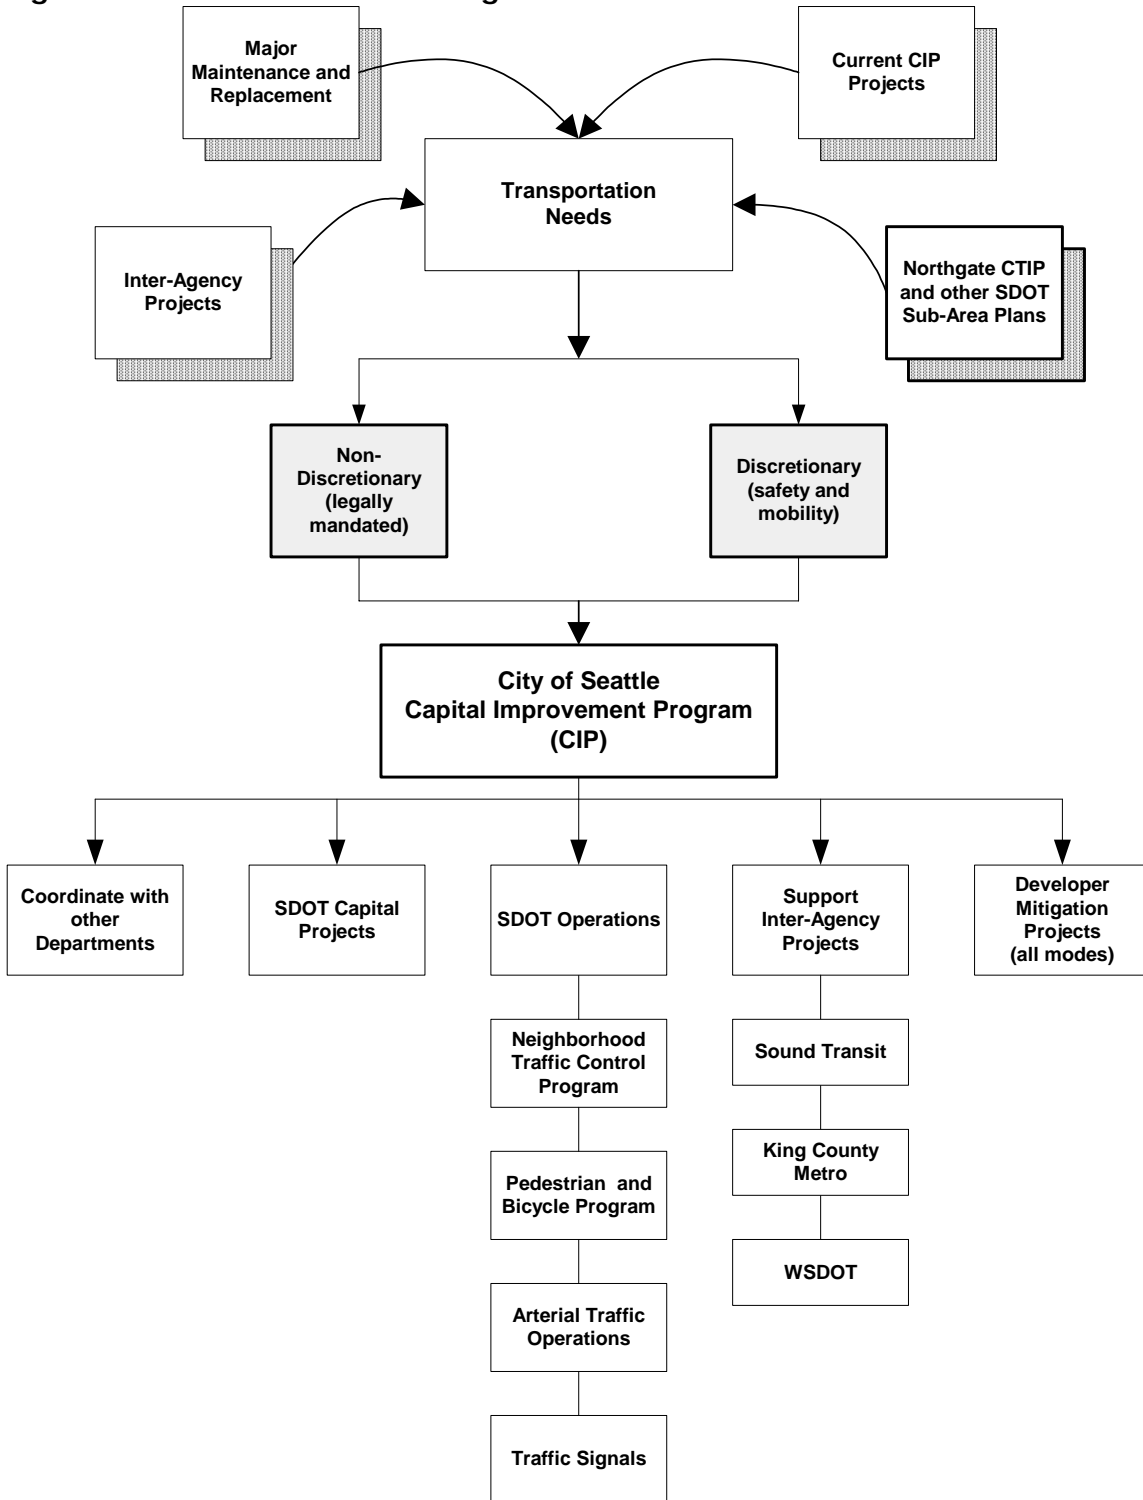 Major
Maintenance and
Replacement
Current CIP
Projects
Transportation
Needs
Inter-Agency
Projects
Northgate CTIP
and other SDOT
Sub-Area Plans
Non-
Discretionary
(legally
mandated)
Discretionary
(safety and
mobility)
City of Seattle
Capital Improvement Program
(CIP)
Coordinate with
other
Departments
SDOT Capital
Projects
SDOT Operations
Support
Inter-Agency
Projects
Developer
Mitigation
Projects
(all modes)
Neighborhood
Traffic Control
Program
Sound Transit
King County
Metro
Pedestrian and
Bicycle Program
WSDOT
Arterial Traffic
Operations
Traffic Signals